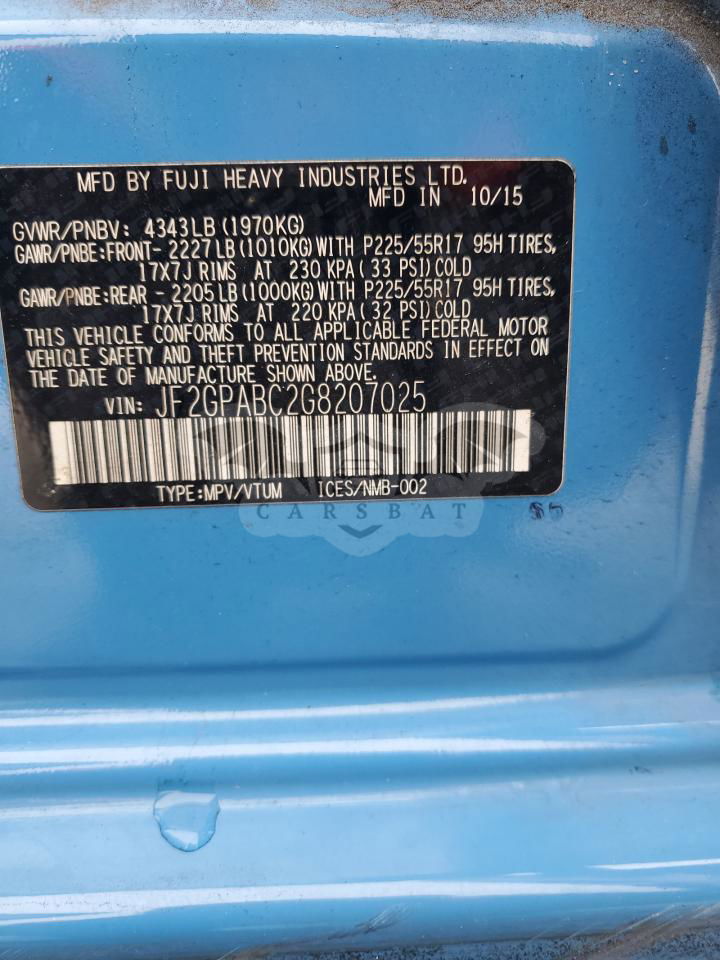 MFD BY FUJI HEAVY INDUSTRIES LTD.
MFD IN 10/15
GVWR/PNBV: 4343LB(1970KG)
GAWR/PNBE:FRONT- 2227LB(1010KG)WITH P225/55R17 95H TIRES,
17X7J RIMS AT 230 KPA(33 PSI)COLD
GAWR/PNBE:REAR - 2205LB(1000KG)WITH P225/55R17 95H TIRES,
17X7J RIMS AT 220 KPA(32 PSI)COLD
THIS VEHICLE CONFORMS TO ALL APPLICABLE FEDERAL MOTOR
VEHICLE SAFETY AND THEFT PREVENTION STANDARDS IN EFFECT ON
THE DATE OF MANUFACTURE SHOWN ABOVE.
VIN: JF2GPABC2G8207025
TYPE:MPV/VTUM ICES/NMB-002
CARSBAT